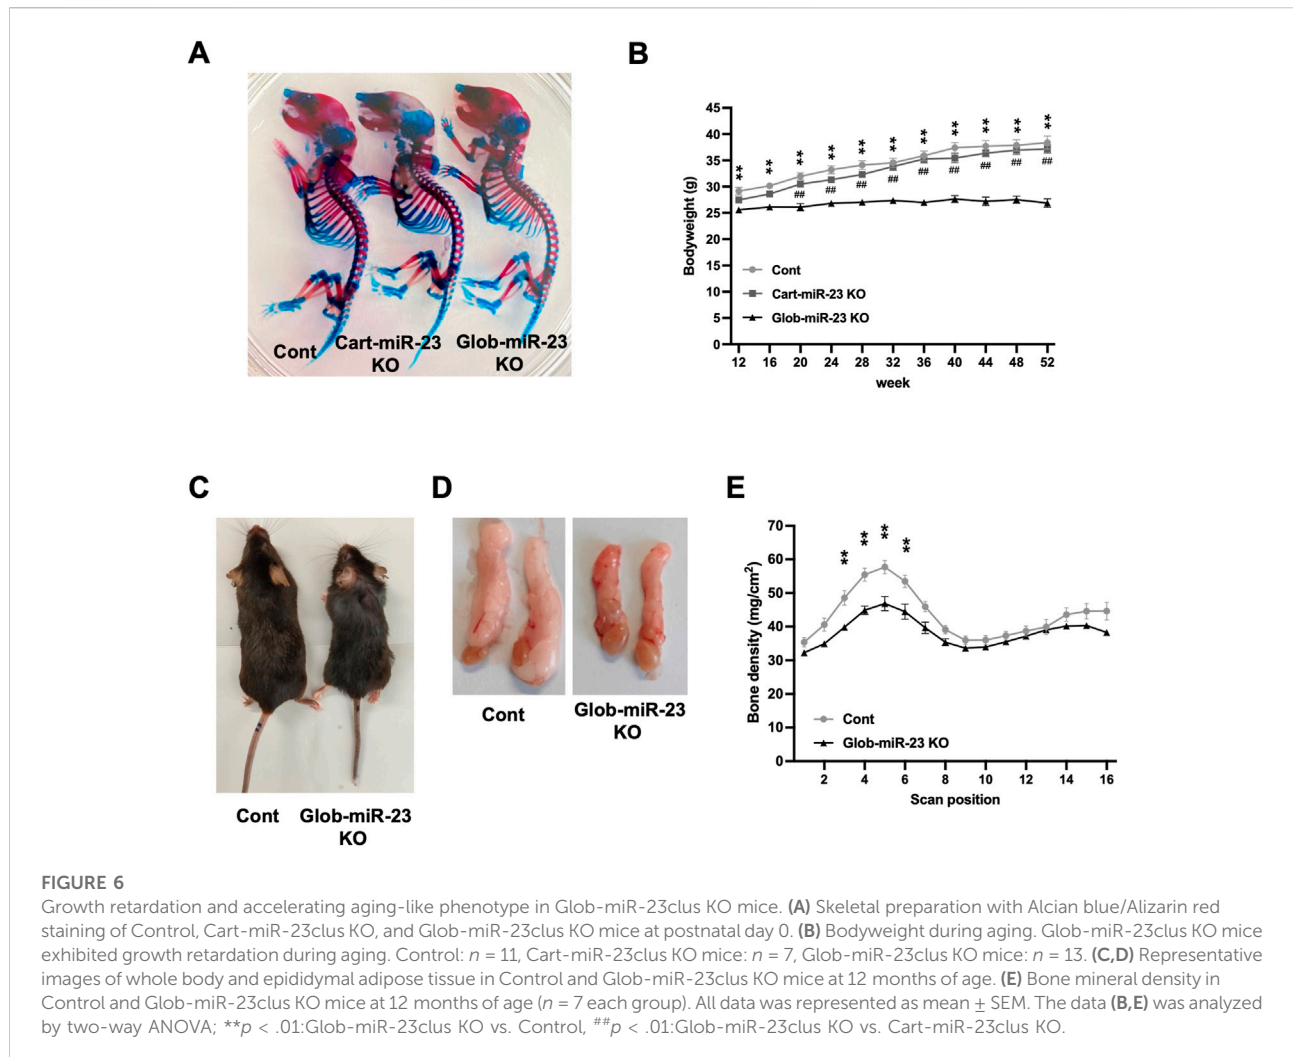 A
Cont
Cart-miR-23
KO
Glob-miR-23
KO
B
45
40
35
30
25
20
15
10
5
0
Bodyweight (g)
** ** ** ** ** ** ** ** ** ** **
## ## ## ## ## ## ## ## ##
Cont
Cart-miR-23 KO
Glob-miR-23 KO
12 16 20 24 28 32 36 40 44 48 52
week
C
Cont
Glob-miR-23
KO
D
Cont
Glob-miR-23
KO
E
70
60
50
40
30
20
10
0
Bone density (mg/cm²)
** ** ** **
Cont
Glob-miR-23 KO
2 4 6 8 10 12 14 16
Scan position
FIGURE 6
Growth retardation and accelerating aging-like phenotype in Glob-miR-23clus KO mice. (A) Skeletal preparation with Alcian blue/Alizarin red
staining of Control, Cart-miR-23clus KO, and Glob-miR-23clus KO mice at postnatal day 0. (B) Bodyweight during aging. Glob-miR-23clus KO mice
exhibited growth retardation during aging. Control: n = 11, Cart-miR-23clus KO mice: n = 7, Glob-miR-23clus KO mice: n = 13. (C,D) Representative
images of whole body and epididymal adipose tissue in Control and Glob-miR-23clus KO mice at 12 months of age. (E) Bone mineral density in
Control and Glob-miR-23clus KO mice at 12 months of age (n = 7 each group). All data was represented as mean ± SEM. The data (B,E) was analyzed
by two-way ANOVA; **p < .01:Glob-miR-23clus KO vs. Control, ##p < .01:Glob-miR-23clus KO vs. Cart-miR-23clus KO.